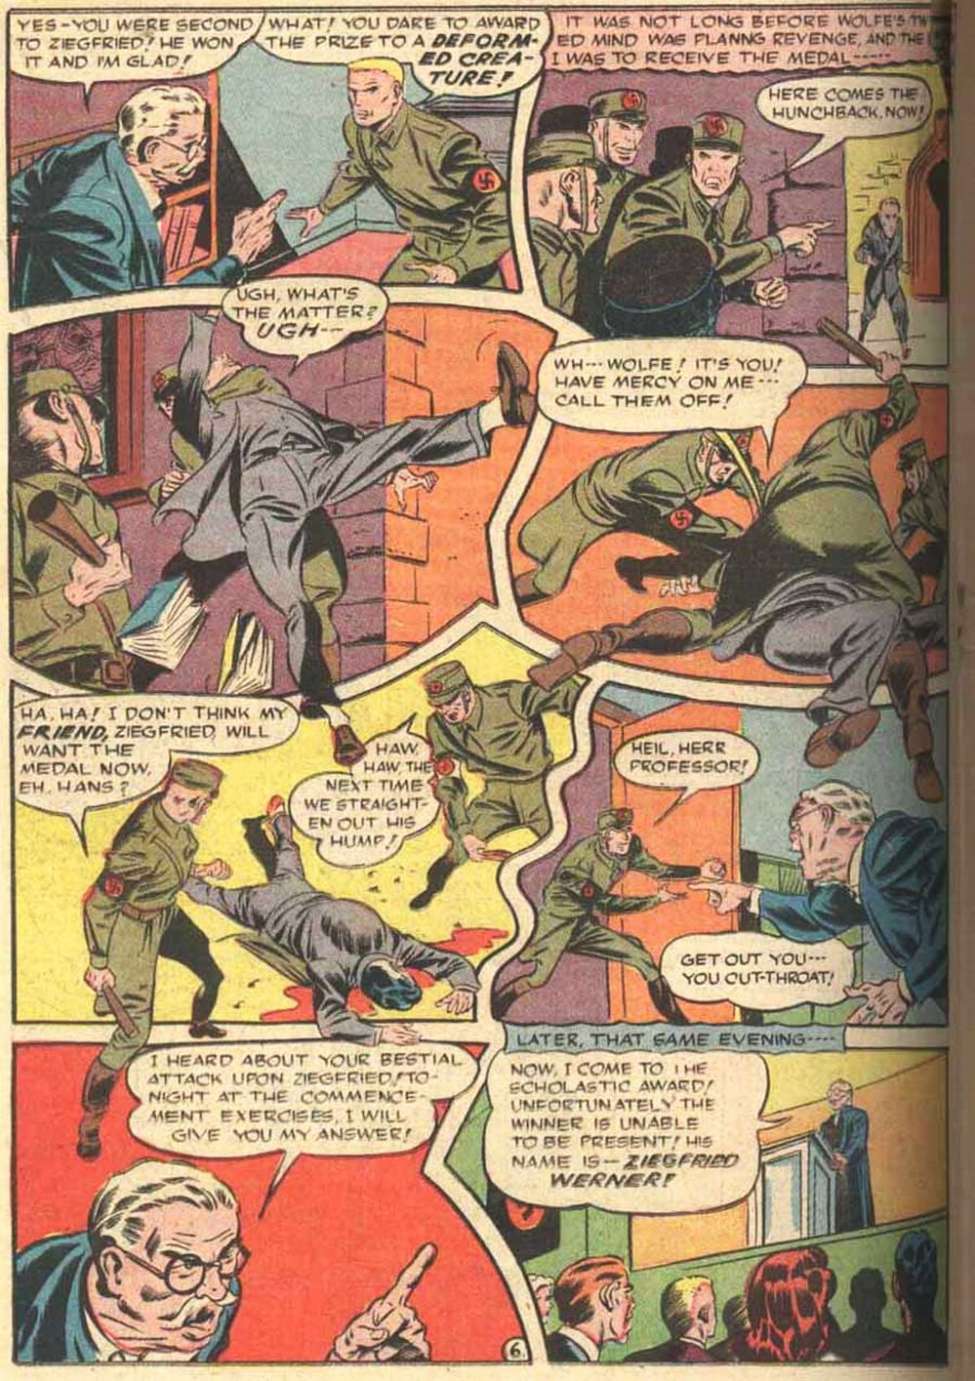 YES-YOU WERE SECOND
TO ZIEGFRIED! HE WON
IT AND I'M GLAD!
WHAT! YOU DARE TO AWARD
THE PRIZE TO A DEFORM-
ED CREA-
TURE!
IT WAS NOT LONG BEFORE WOLFE'S
ED MIND WAS PLANNG REVENGE, AND THE
I WAS TO RECEIVE THE MEDAL-----
HERE COMES THE
HUNCHBACK, NOW!
UGH, WHAT'S
THE MATTER?
UGH--
WH--- WOLFE! IT'S YOU!
HAVE MERCY ON ME---
CALL THEM OFF!
HA, HA! I DON'T THINK MY
FRIEND, ZIEGFRIED WILL
WANT THE
MEDAL NOW,
EH, HANS?
HAW,
HAW, THE
NEXT TIME
WE STRAIGHT-
EN OUT HIS
HUMP!
HEIL, HERR
PROFESSOR!
GET OUT YOU---
YOU CUT-THROAT!
I HEARD ABOUT YOUR BESTIAL
ATTACK UPON ZIEGFRIED! TO-
NIGHT AT THE COMMENCE-
MENT EXERCISES, I WILL
GIVE YOU MY ANSWER!
LATER, THAT SAME EVENING----
NOW, I COME TO THE
SCHOLASTIC AWARD!
UNFORTUNATELY THE
WINNER IS UNABLE
TO BE PRESENT! HIS
NAME IS-- ZIEGFRIED
WERNER!
6